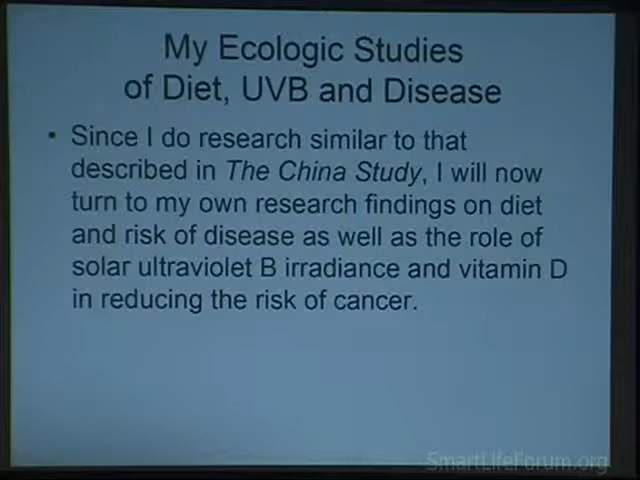 My Ecologic Studies
of Diet, UVB and Disease
• Since I do research similar to that
described in The China Study, I will now
turn to my own research findings on diet
and risk of disease as well as the role of
solar ultraviolet B irradiance and vitamin D
in reducing the risk of cancer.
SmartLifeForum.org